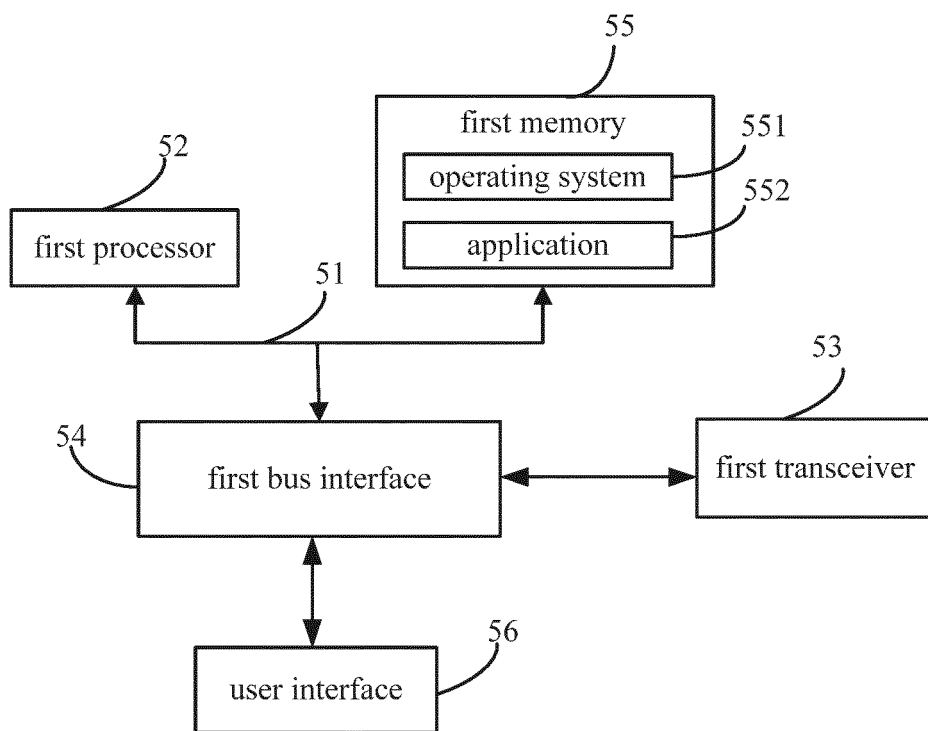 55
first memory
551
operating system
52
552
first processor
application
51
53
54
first bus interface
first transceiver
56
user interface